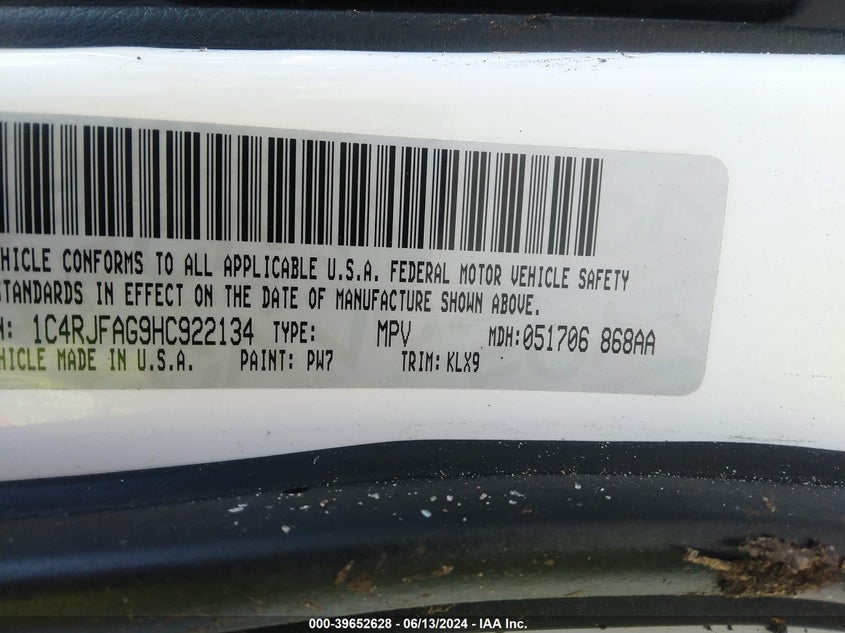 HICLE CONFORMS TO ALL APPLICABLE U.S.A. FEDERAL MOTOR VEHICLE SAFETY
STANDARDS IN EFFECT ON THE DATE OF MANUFACTURE SHOWN ABOVE.
N: 1C4RJFAG9HC922134 TYPE: MPV MDH:051706 868AA
HICLE MADE IN U.S.A. PAINT: PW7 TRIM: KLX9
000-39652628 - 06/13/2024 - IAA Inc.